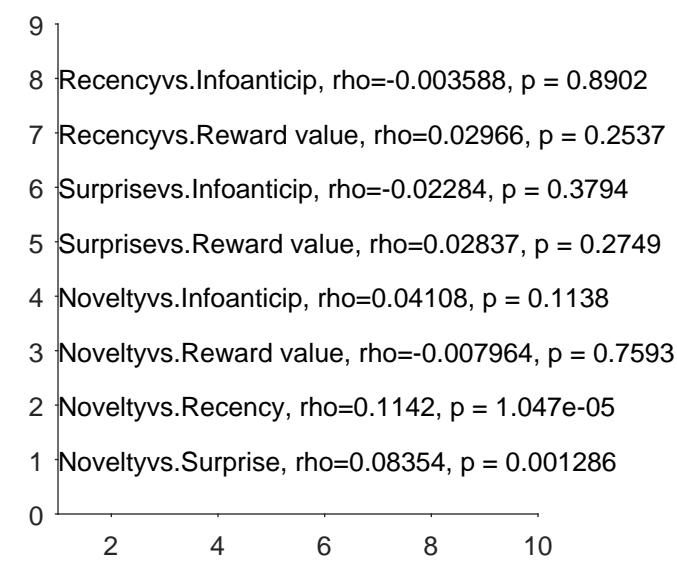 9
8 Recencyvs.Infoanticip, rho=-0.003588, p = 0.8902
7 Recencyvs.Reward value, rho=0.02966, p = 0.2537
6 Surprisevs.Infoanticip, rho=-0.02284, p = 0.3794
5 Surprisevs.Reward value, rho=0.02837, p = 0.2749
4 Noveltyvs.Infoanticip, rho=0.04108, p = 0.1138
3 Noveltyvs.Reward value, rho=-0.007964, p = 0.7593
2 Noveltyvs.Recency, rho=0.1142, p = 1.047e-05
1 Noveltyvs.Surprise, rho=0.08354, p = 0.001286
0
2 4 6 8 10